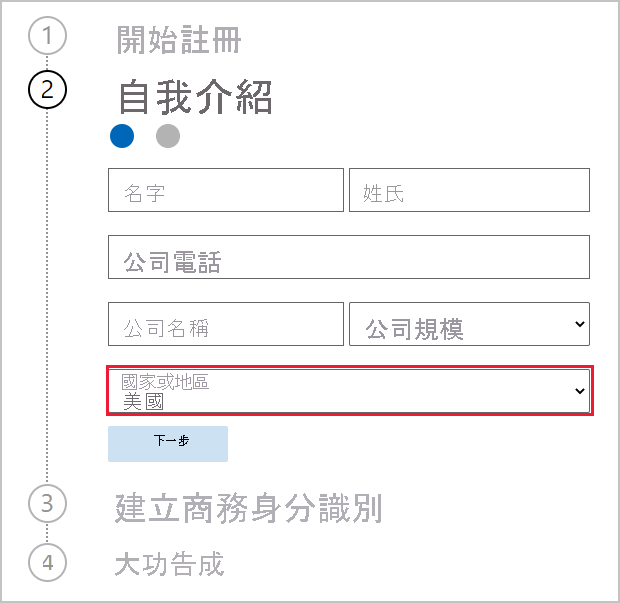 1 開始註冊
2 自我介紹
名字 姓氏
公司電話
公司名稱 公司規模
國家或地區
美國
下一步
3 建立商務身分識別
4 大功告成